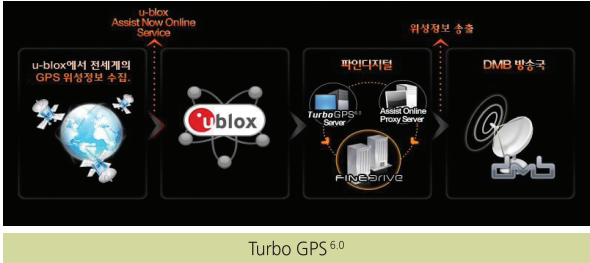 u-blox
Assist Now Online
Service
위성정보 송출
u-blox에서 전세계의
GPS 위성정보 수집.
파인디지털
DMB 방송국
ublox
TurboGPS6.0
Server
Assist Online
Proxy Server
FINEDRIVE
dmb
Turbo GPS 6.0